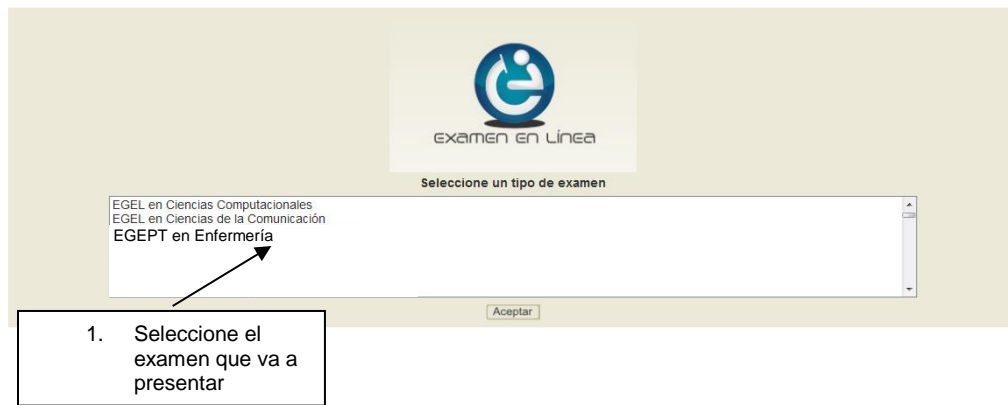 examen en línea
Seleccione un tipo de examen
EGEL en Ciencias Computacionales
EGEL en Ciencias de la Comunicación
EGEPT en Enfermería
Aceptar
1. Seleccione el
examen que va a
presentar